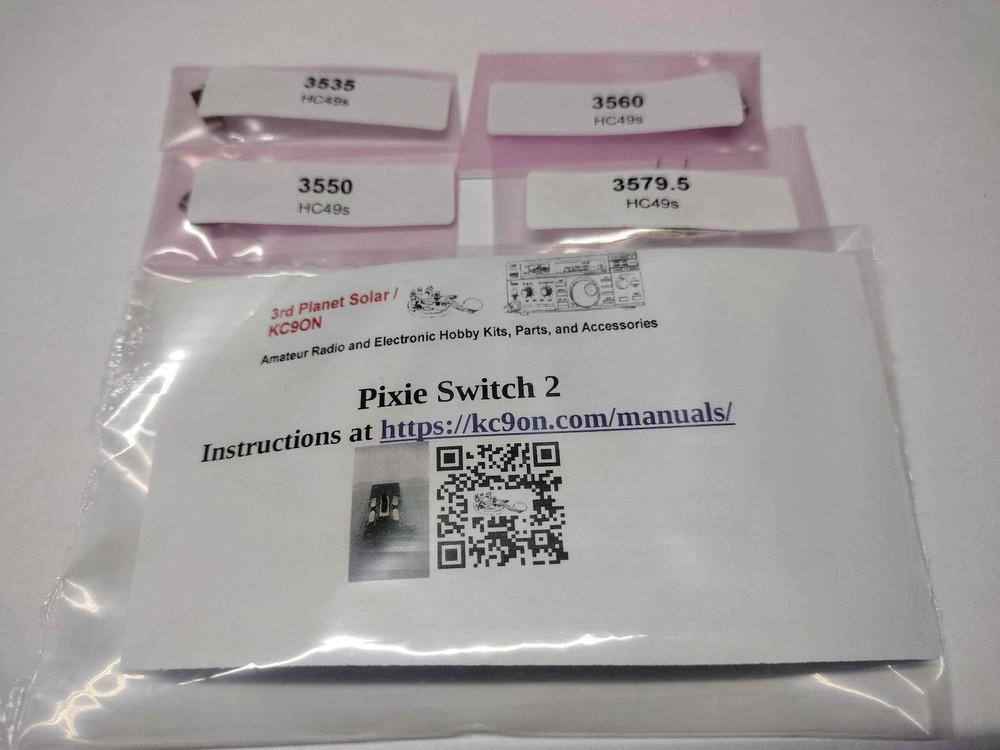 3535
HC49s
3560
HC49s
3550
HC49s
3579.5
HC49s
3rd Planet Solar /
KC9ON
Amateur Radio and Electronic Hobby Kits, Parts, and Accessories
Pixie Switch 2
Instructions at https://kc9on.com/manuals/